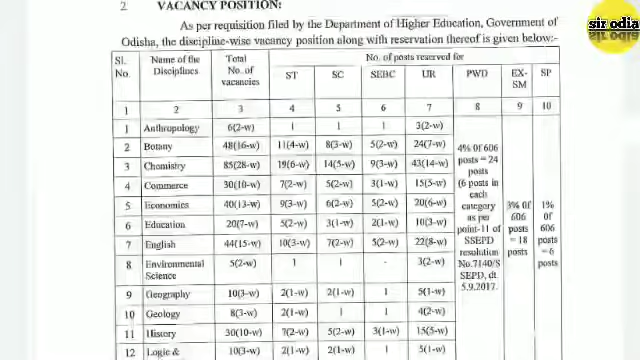 sir odia
2 VACANCY POSITION:
As per requisition filed by the Department of Higher Education, Government of
Odisha, the discipline-wise vacancy position along with reservation thereof is given below:-
Sl. No. Name of the Disciplines Total No. of vacancies No. of posts reserved for
ST SC SEBC UR PWD EX-SM SP
1 2 3 4 5 6 7 8 9 10
1 Anthropology 6(2-w) 1 1 1 3(2-w)
2 Botany 48(16-w) 11(4-w) 8(3-w) 5(2-w) 24(7-w)
3 Chemistry 85(28-w) 19(6-w) 14(5-w) 9(3-w) 43(14-w)
4 Commerce 30(10-w) 7(2-w) 5(2-w) 3(1-w) 15(5-w)
5 Economics 40(13-w) 9(3-w) 6(2-w) 5(2-w) 20(6-w)
6 Education 20(7-w) 5(2-w) 3(1-w) 2(1-w) 10(3-w)
7 English 44(15-w) 10(3-w) 7(2-w) 5(2-w) 22(8-w)
8 Environmental Science 5(2-w) 1 1 - 3(2-w)
9 Geography 10(3-w) 2(1-w) 2(1-w) 1 5(1-w)
10 Geology 8(3-w) 2(1-w) 1 1 4(2-w)
11 History 30(10-w) 7(2-w) 5(2-w) 3(1-w) 15(5-w)
12 Logic & 10(3-w) 2(1-w) 2(1-w) 1 5(1-w)
4% Of 606
posts = 24
posts
(6 posts in
each
category
as per
point-11 of
SSEPD
resolution
No.7140/S
SEPD, dt.
5.9.2017.
3% Of
606
posts
= 18
posts
1%
Of
606
posts
= 6
posts